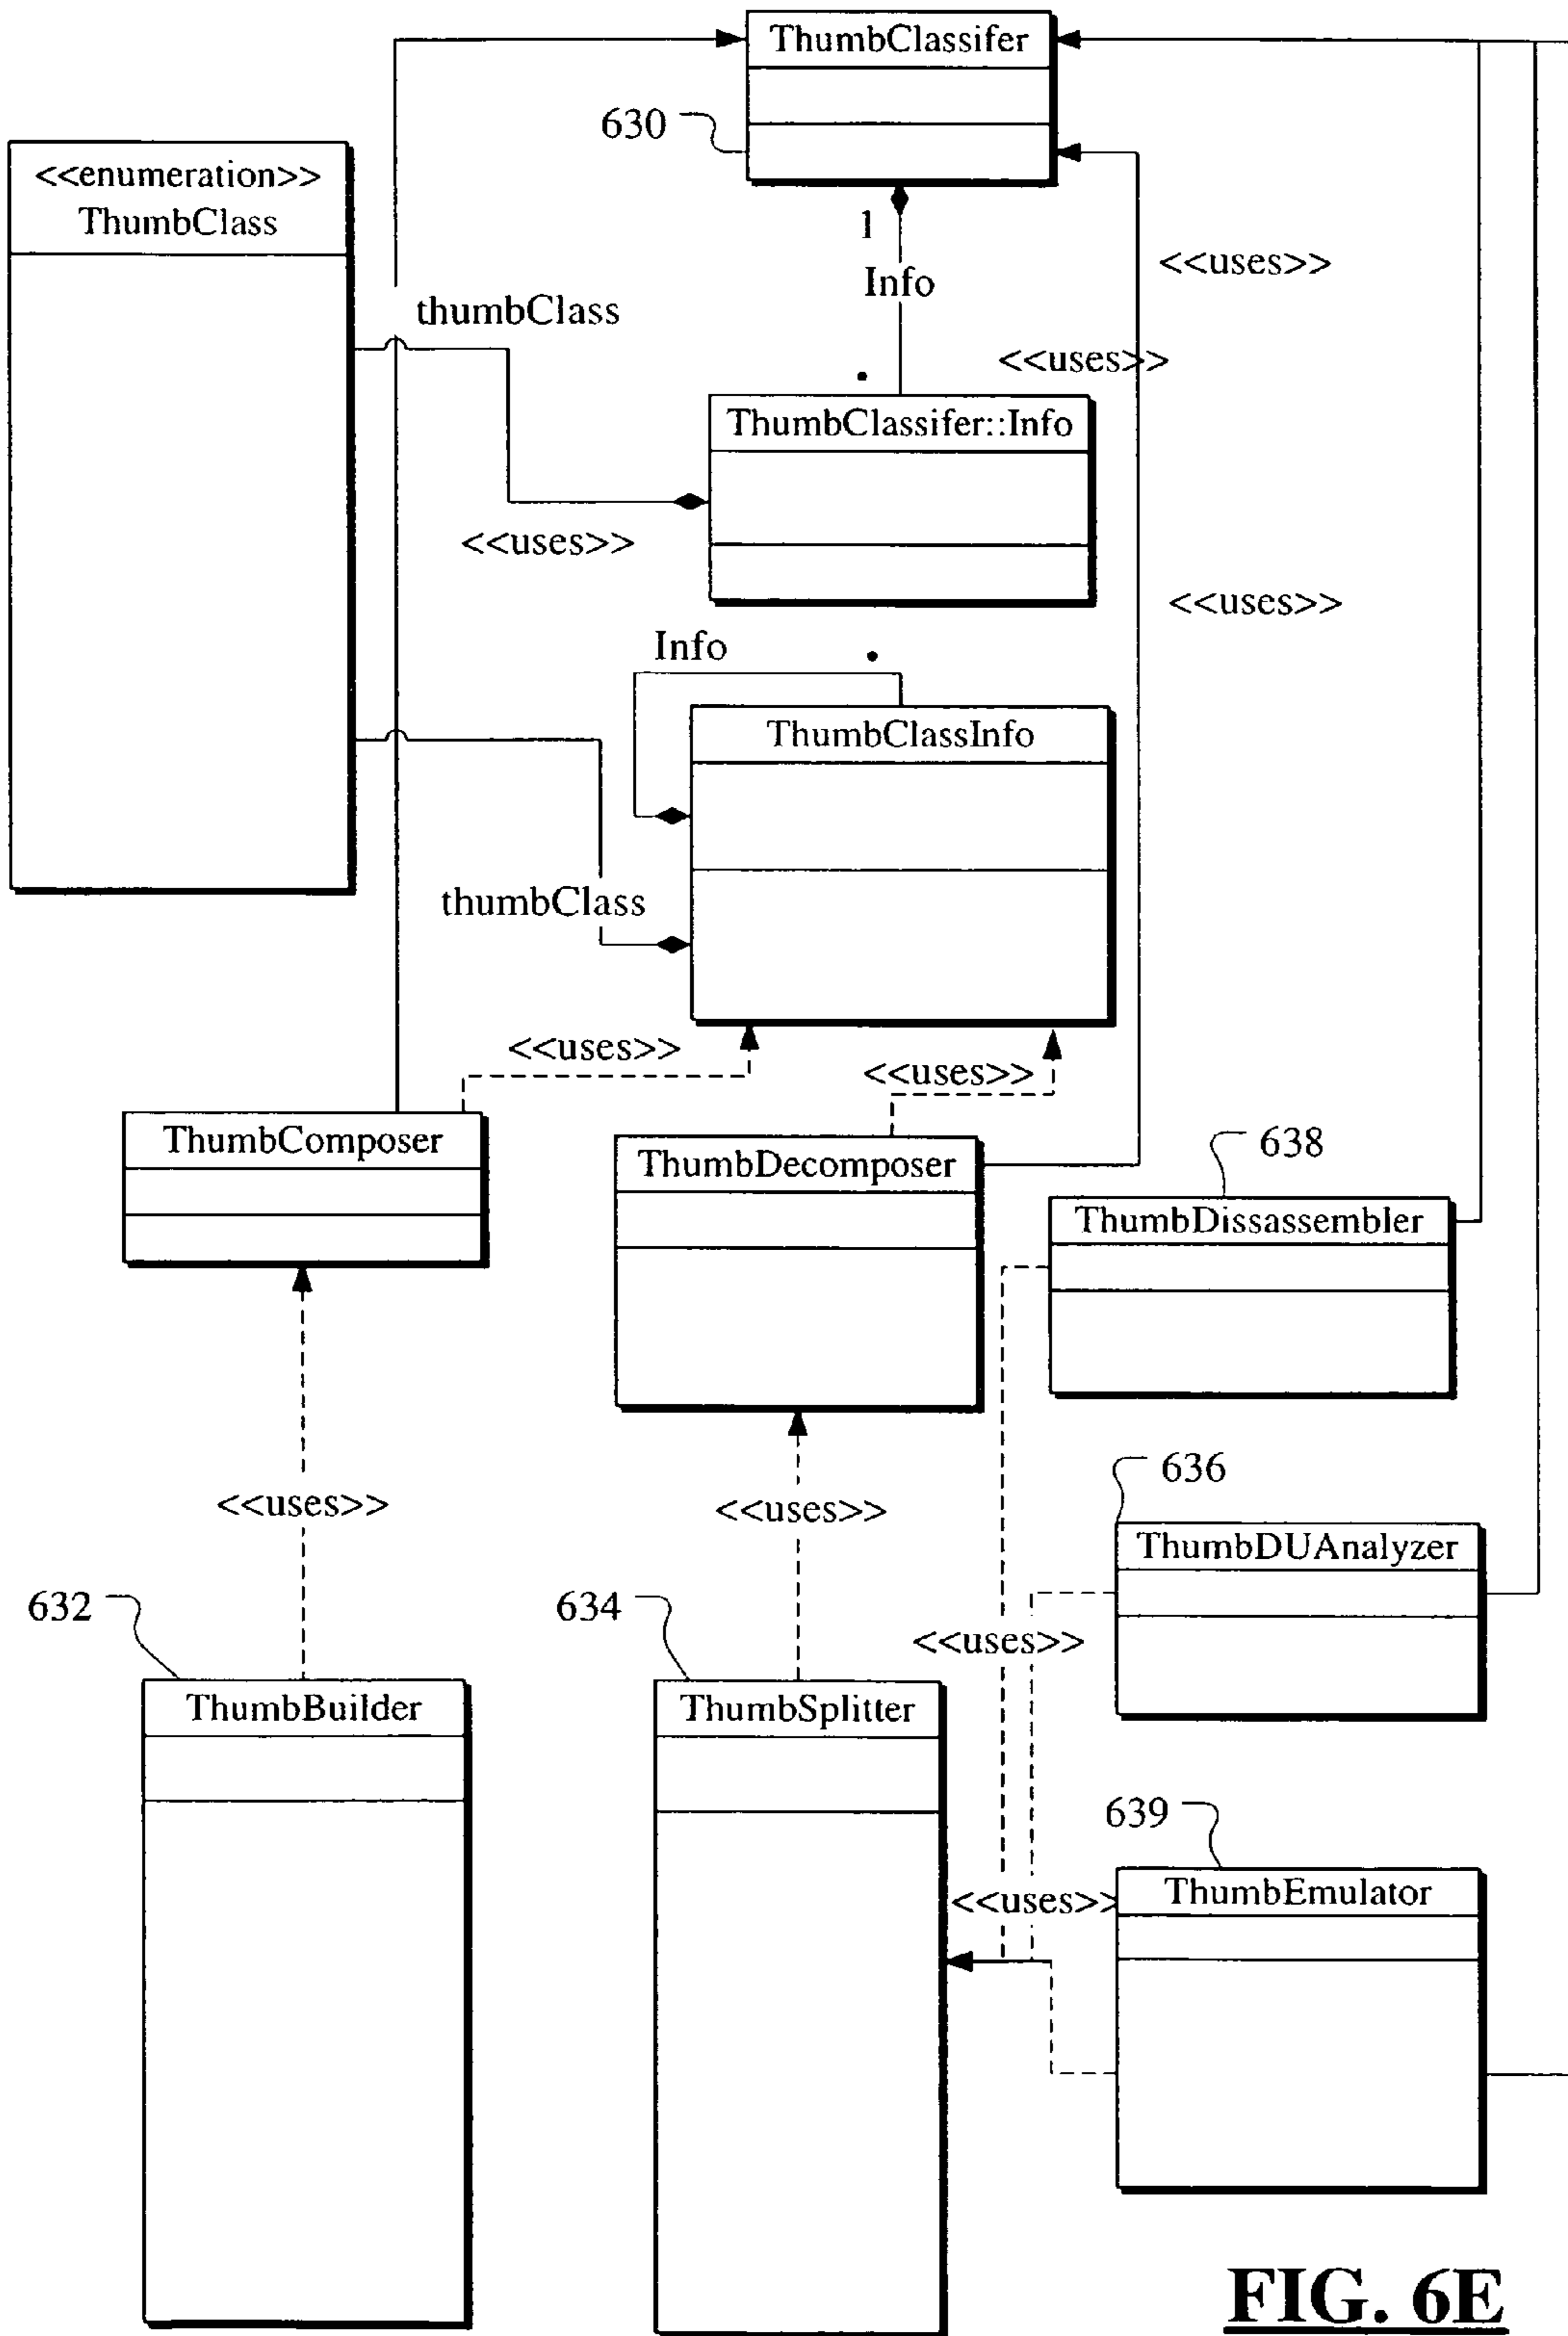 ThumbClassifer
630
<<enumeration>>
ThumbClass
1
Info
<<uses>>
thumbClass
<<uses>>
ThumbClassifer::Info
<<uses>>
<<uses>>
Info
ThumbClassInfo
thumbClass
<<uses>>
<<uses>>
ThumbComposer
638
ThumbDecomposer
ThumbDissassembler
636
<<uses>>
<<uses>>
ThumbDUAnalyzer
632
634
<<uses>>
ThumbBuilder
ThumbSplitter
639
ThumbEmulator
<<uses>>
FIG. 6E